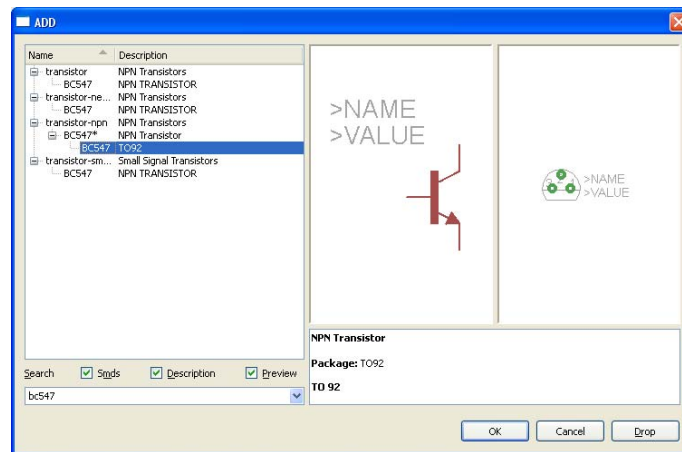 ADD
Name Description
transistor NPN Transistors
BC547 NPN TRANSISTOR
transistor-ne... NPN Transistors
BC547 NPN TRANSISTOR
transistor-npn NPN Transistors
BC547* NPN Transistor
BC547 TO92
transistor-sm... Small Signal Transistors
BC547 NPN TRANSISTOR
Search Smds Description Preview
bc547
>NAME
>VALUE
>NAME
>VALUE
NPN Transistor
Package: TO92
TO 92
OK Cancel Drop